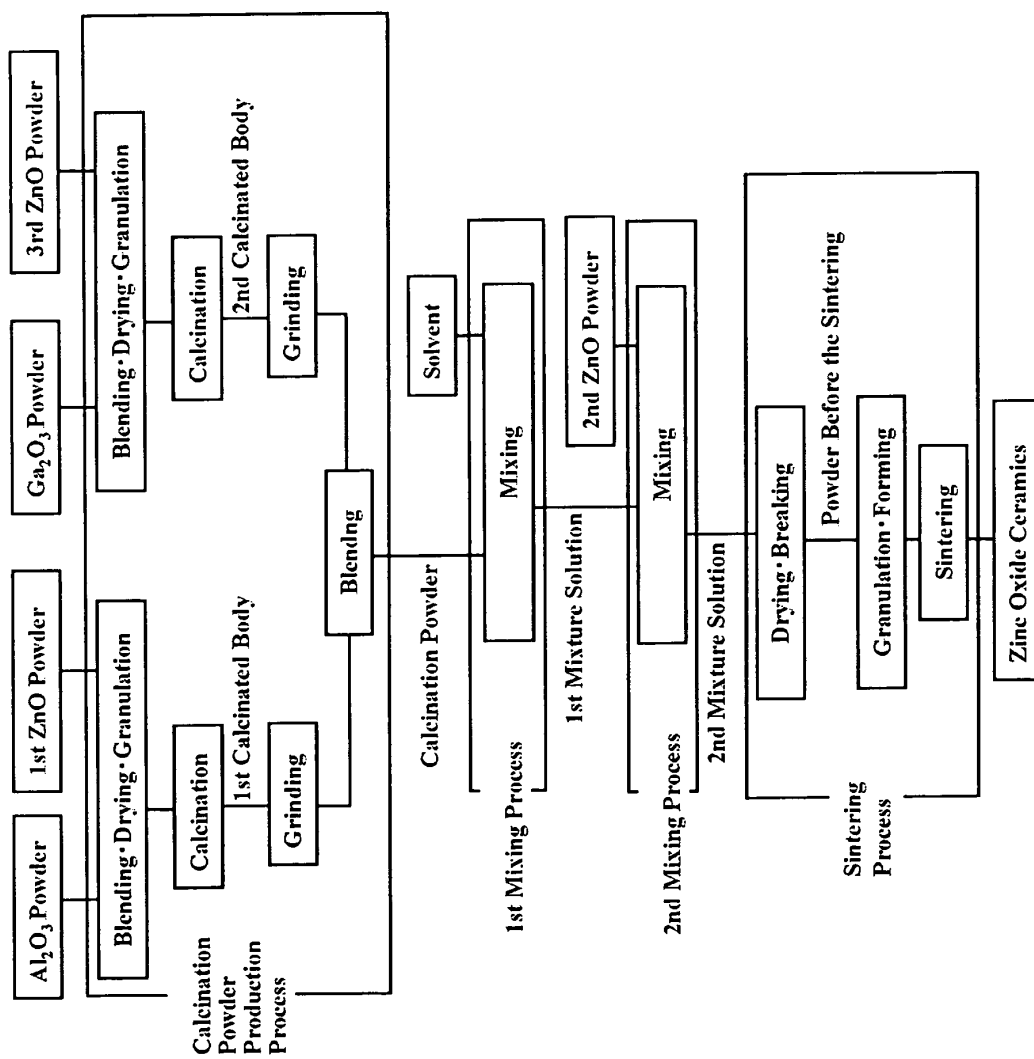 Al₂O₃ Powder
1st ZnO Powder
Ga₂O₃ Powder
3rd ZnO Powder
Calcination
Powder
Production
Process
Blending·Drying·Granulation
Blending·Drying·Granulation
Calcination
Calcination
1st Calcinated Body
2nd Calcinated Body
Grinding
Grinding
Blendng
Calcination Powder
Solvent
1st Mixing Process
Mixing
1st Mixture Solution
2nd ZnO Powder
2nd Mixing Process
Mixing
2nd Mixture Solution
Sintering
Process
Drying·Breaking
Powder Before the Sintering
Granulation·Forming
Sintering
Zinc Oxide Ceramics